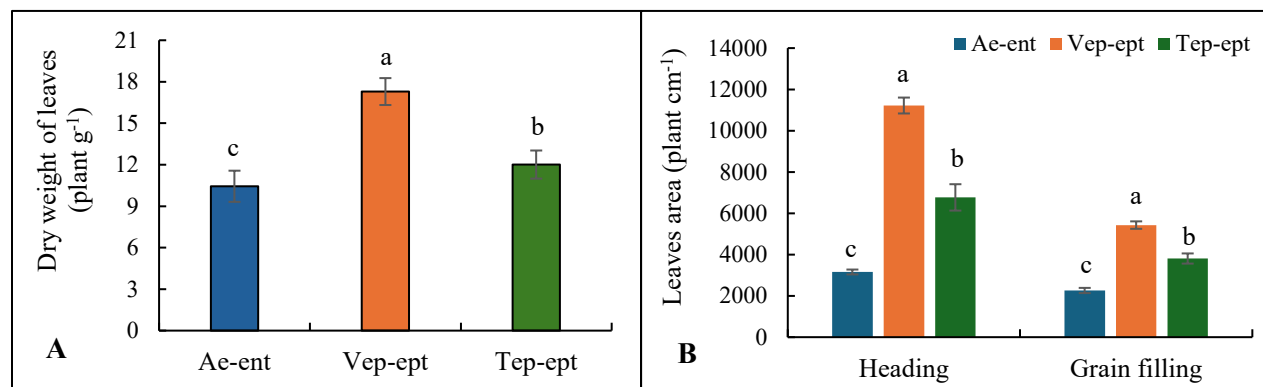 Dry weight of leaves
(plant g⁻¹)
21
18
15
12
9
6
3
0
c
a
b
Ae-ent
Vep-ept
Tep-ept
A
Leaves area (plant cm⁻¹)
14000
12000
10000
8000
6000
4000
2000
0
Ae-ent Vep-ept Tep-ept
c
a
b
c
a
b
Heading
Grain filling
B